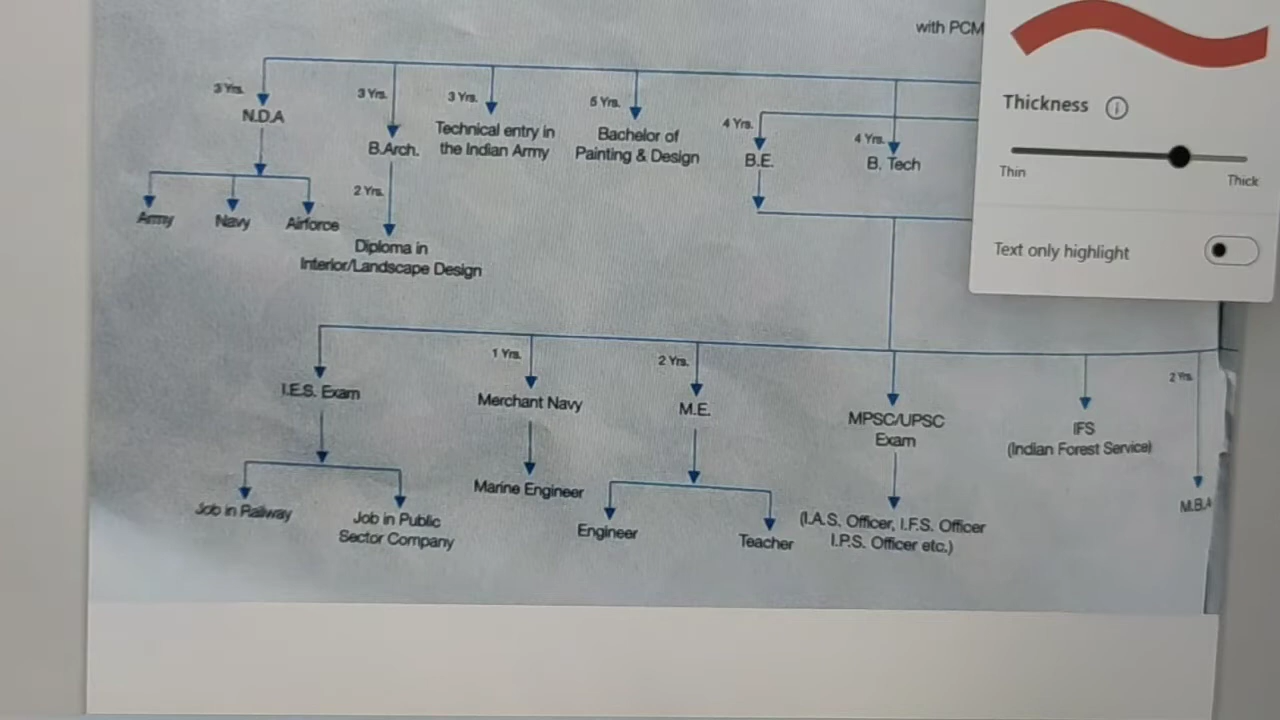 with PCM
Thickness
Thin
Thick
Text only highlight
3 Yrs.
N.D.A
Army
Navy
Airforce
3 Yrs.
B.Arch.
2 Yrs.
Diploma in
Interior/Landscape Design
3 Yrs.
Technical entry in
the Indian Army
5 Yrs.
Bachelor of
Painting & Design
4 Yrs.
B.E.
4 Yrs.
B. Tech
I.E.S. Exam
Job in Railway
Job in Public
Sector Company
1 Yrs.
Merchant Navy
Marine Engineer
2 Yrs.
M.E.
Engineer
Teacher
MPSC/UPSC
Exam
(I.A.S. Officer, I.F.S. Officer
I.P.S. Officer etc.)
IFS
(Indian Forest Service)
2 Yrs.
M.B.A